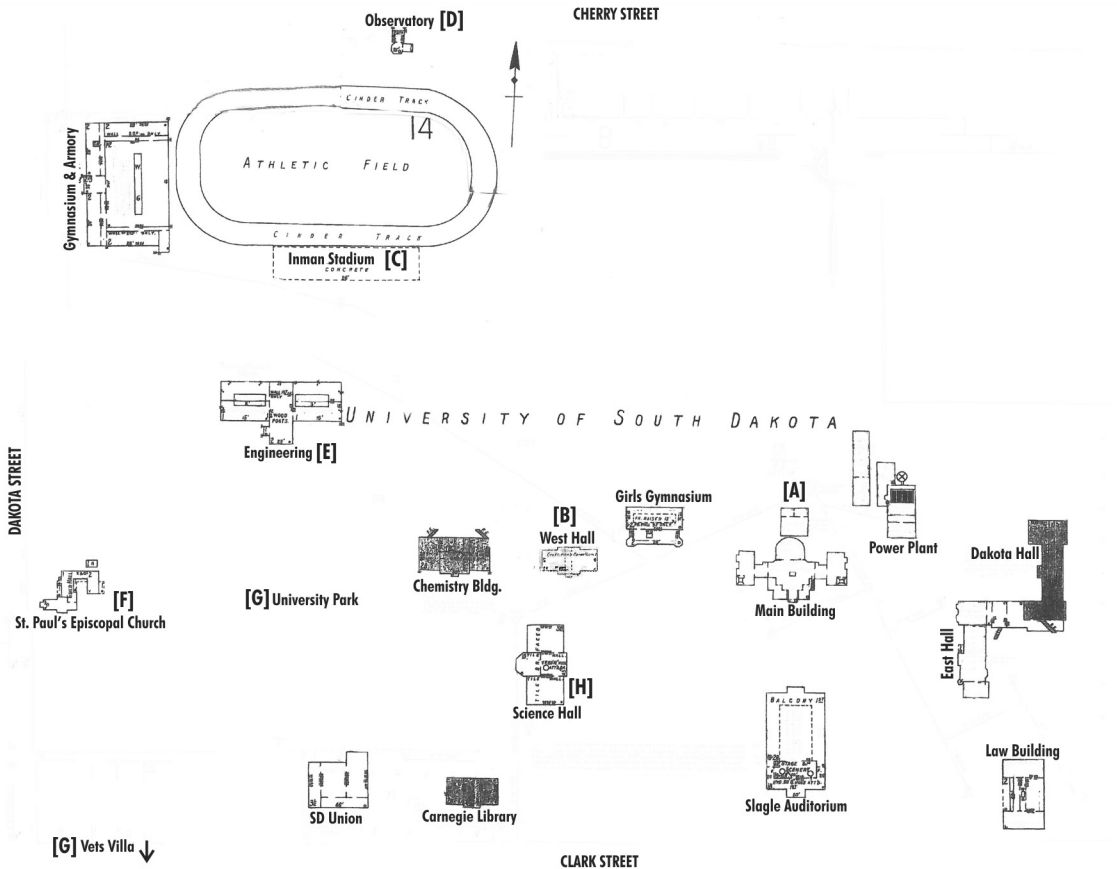 CHERRY STREET
Observatory [D]
CINDER TRACK
14
ATHLETIC FIELD
Gymnasium & Armory
CINDER TRACK
Inman Stadium [C]
CONCRETE
UNIVERSITY OF SOUTH DAKOTA
Engineering [E]
DAKOTA STREET
[A]
Girls Gymnasium
[B]
West Hall
Power Plant
Dakota Hall
Chemistry Bldg.
[F]
St. Paul's Episcopal Church
[G] University Park
Main Building
East Hall
[H]
Science Hall
BALCONY 1ST
STAGE
SCENERY
Law Building
SD Union
Carnegie Library
Slagle Auditorium
[G] Vets Villa
CLARK STREET